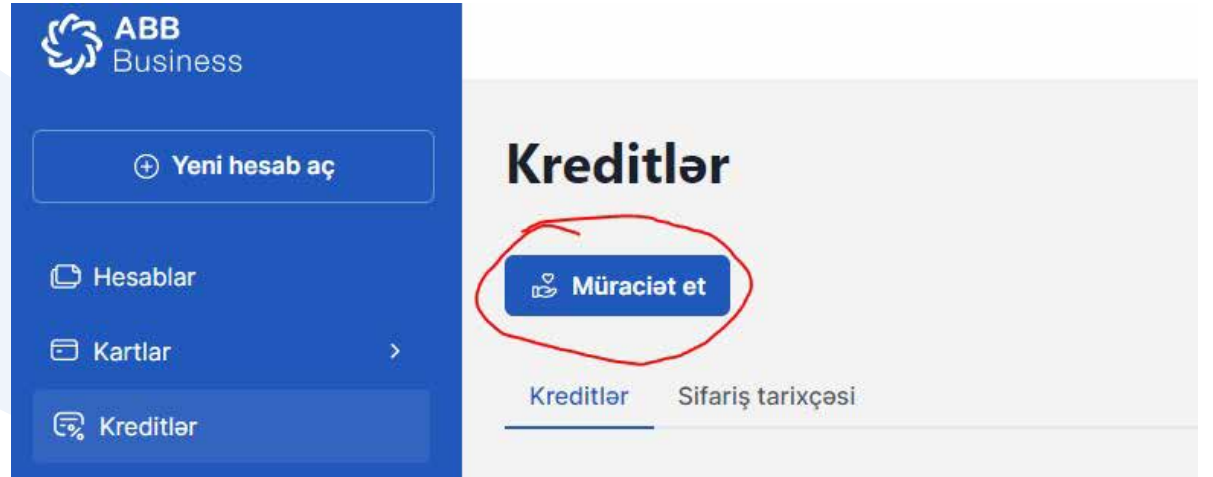 ABB
Business
Yeni hesab aç
Hesablar
Kartlar
Kreditlər
Kreditlər
Müraciət et
Kreditlər Sifariş tarixçəsi